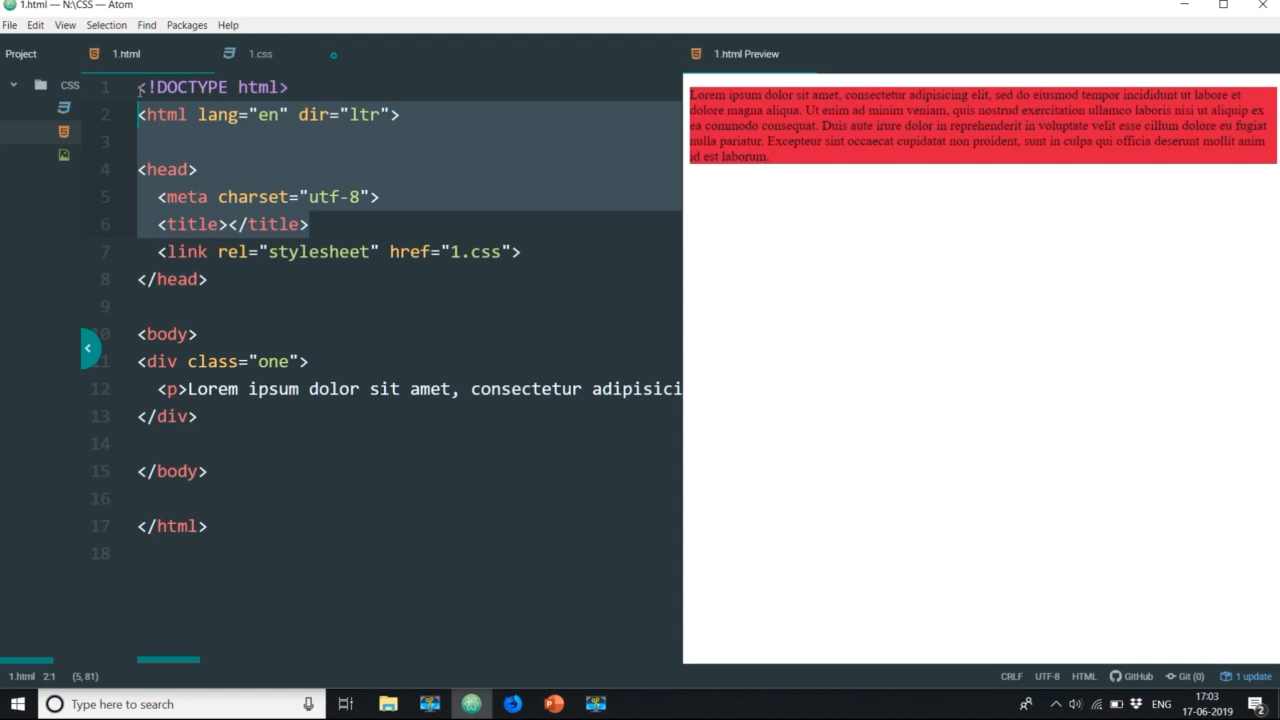 1.html — N:\CSS — Atom
File Edit View Selection Find Packages Help
Project 1.html 1.css 1.html Preview
CSS
1 <!DOCTYPE html>
2 <html lang="en" dir="ltr">
3
4 <head>
5 <meta charset="utf-8">
6 <title></title>
7 <link rel="stylesheet" href="1.css">
8 </head>
9
10 <body>
11 <div class="one">
12 <p>Lorem ipsum dolor sit amet, consectetur adipisici
13 </div>
14
15 </body>
16
17 </html>
18
Lorem ipsum dolor sit amet, consectetur adipisicing elit, sed do eiusmod tempor incididunt ut labore et
dolore magna aliqua. Ut enim ad minim veniam, quis nostrud exercitation ullamco laboris nisi ut aliquip ex
ea commodo consequat. Duis aute irure dolor in reprehenderit in voluptate velit esse cillum dolore eu fugiat
nulla pariatur. Excepteur sint occaecat cupidatat non proident, sunt in culpa qui officia deserunt mollit anim
id est laborum.
1.html 2:1 (5, 81) CRLF UTF-8 HTML GitHub Git (0) 1 update
Type here to search ENG 17:03
17-06-2019 2